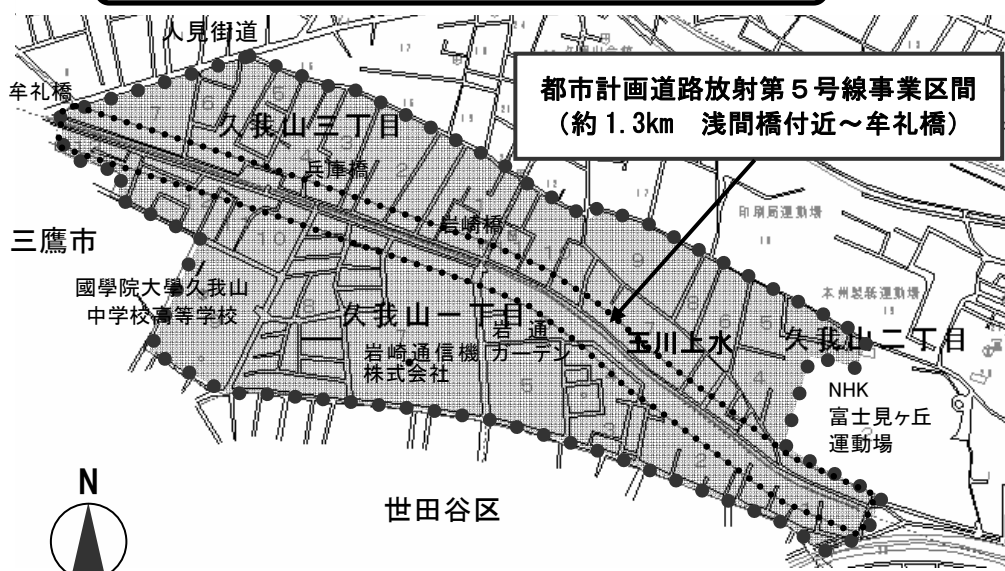 人見街道
牟礼橋
久我山三丁目
兵庫橋
都市計画道路放射第５号線事業区間
（約 1.3km 浅間橋付近～牟礼橋）
岩崎橋
印刷局運動場
三鷹市
國學院大學久我山
中学校高等学校
久我山一丁目
岩崎通信機
株式会社
岩通
ガーデン
玉川上水
本州製紙運動場
久我山二丁目
NHK
富士見ヶ丘
運動場
世田谷区
N